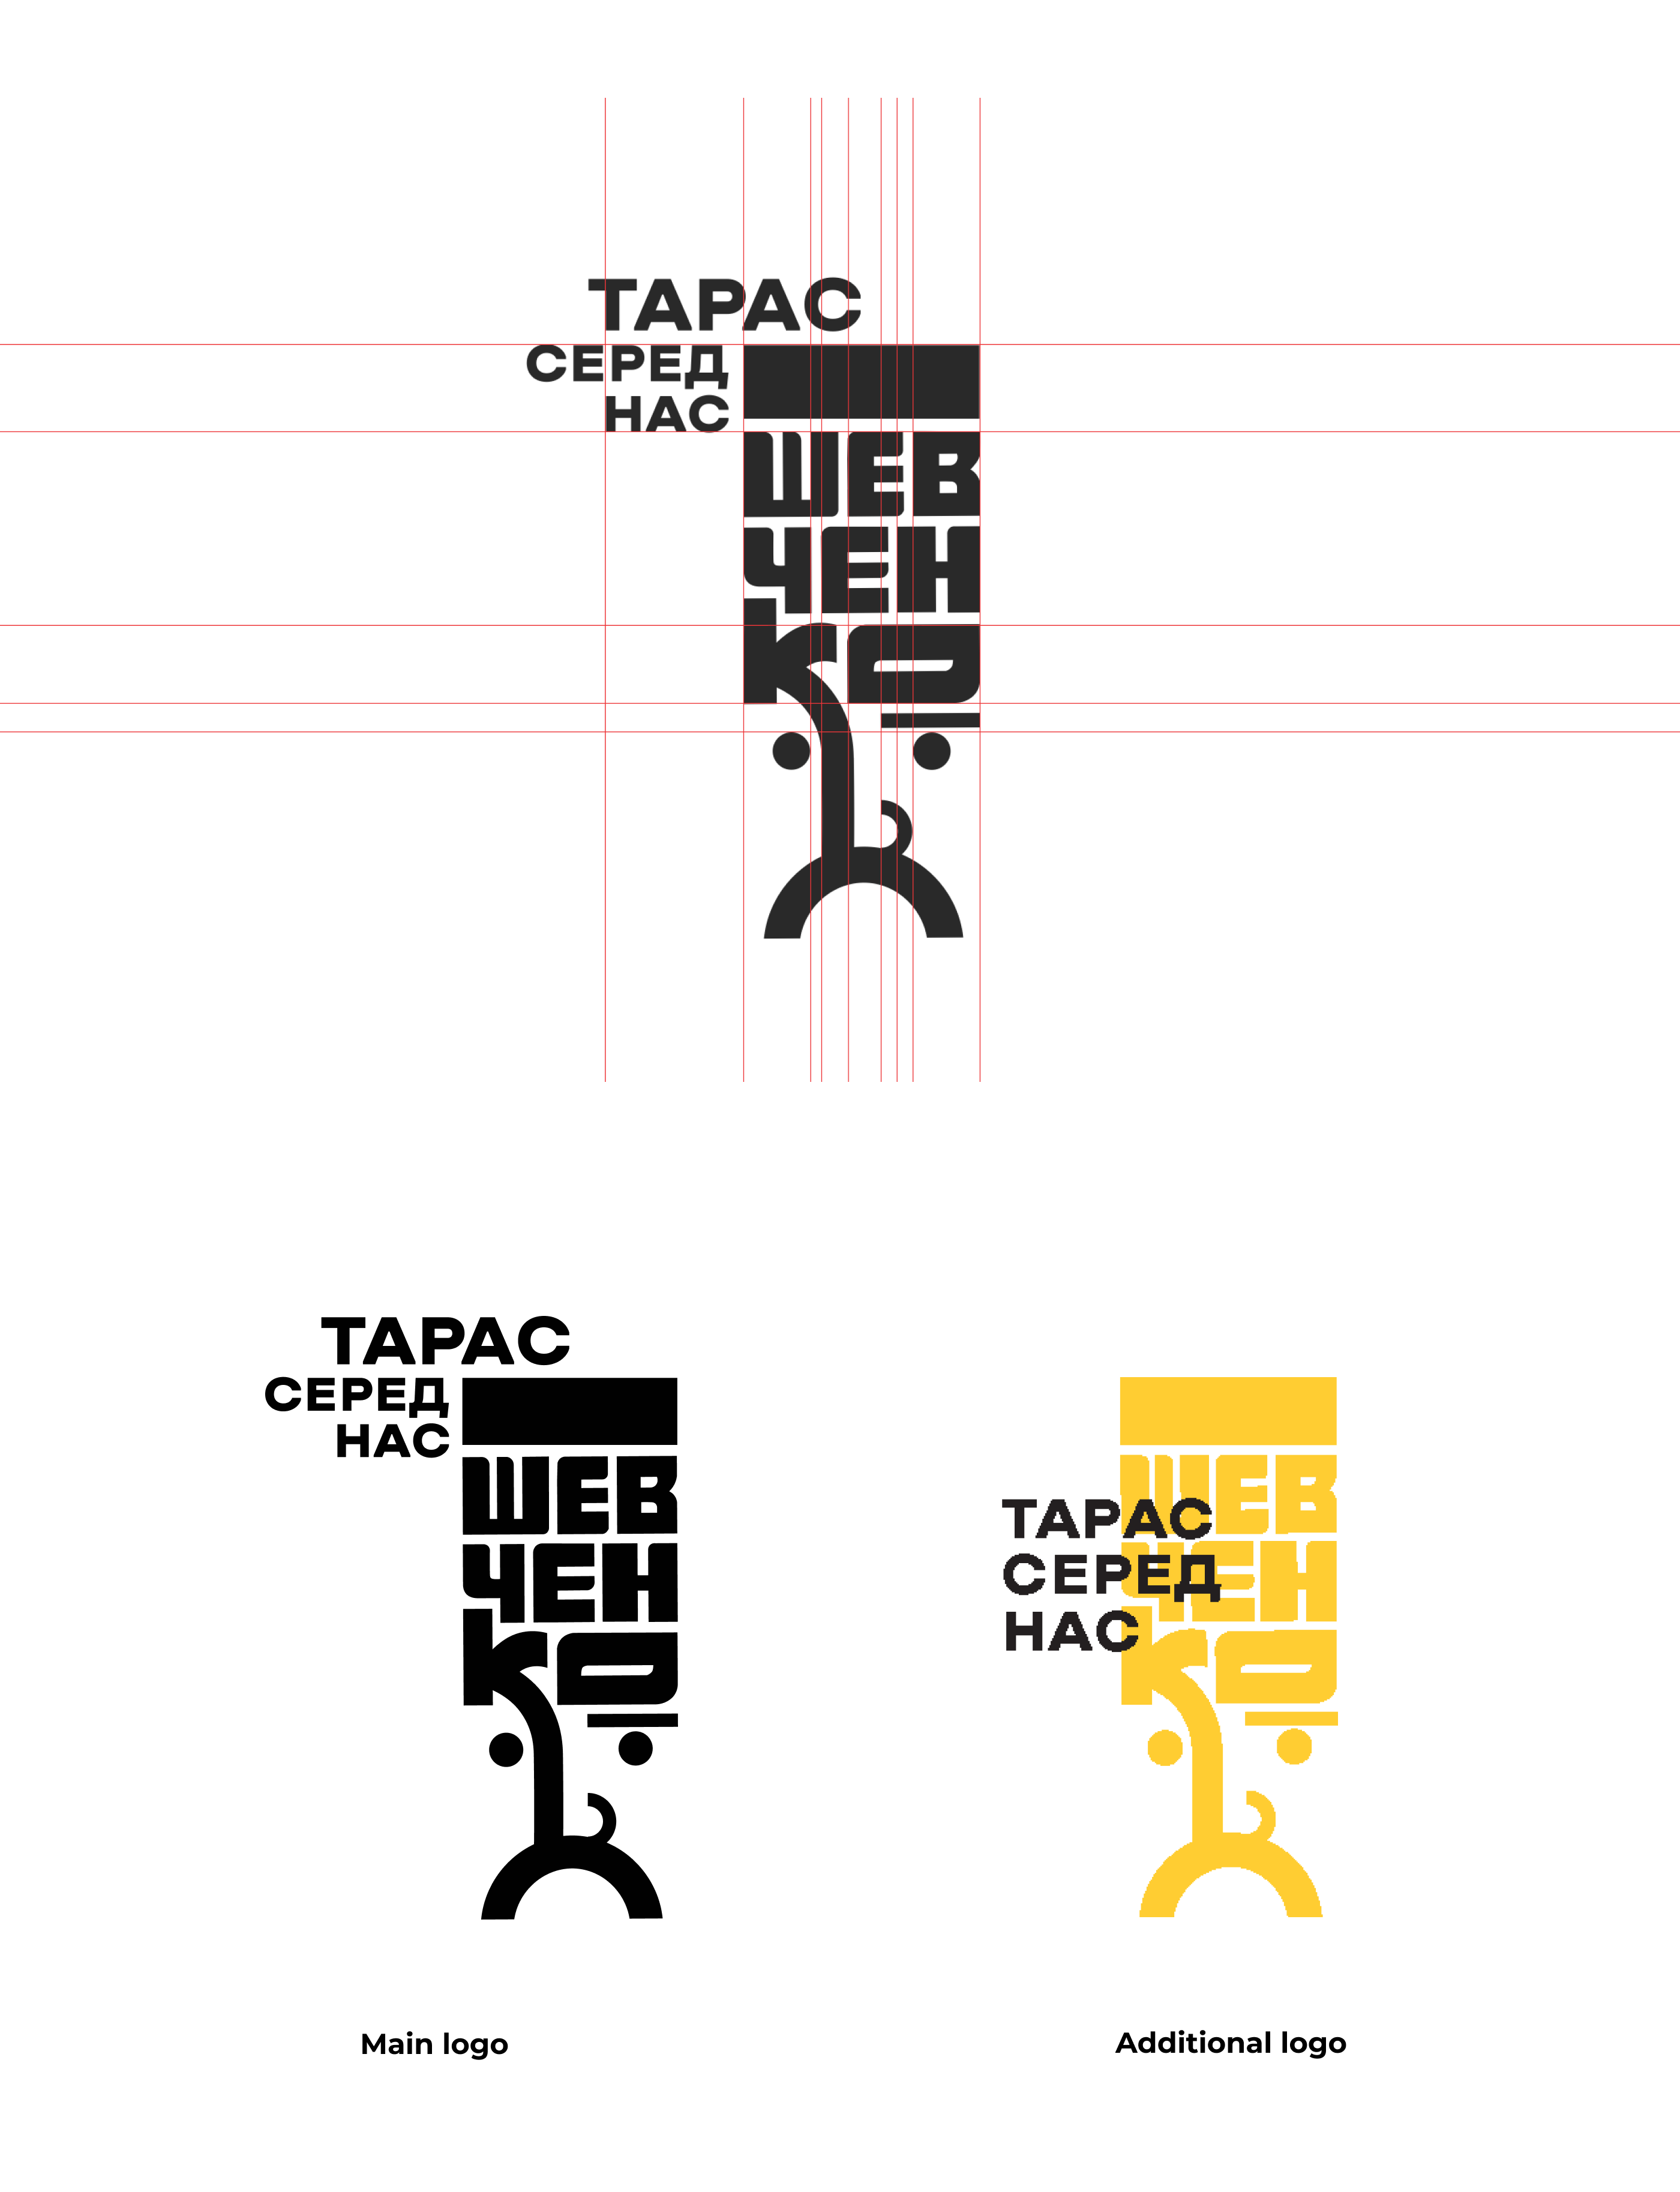 ТАРАС
СЕРЕД
НАС
ШЕВ
ЧЕН
КО
ТАРАС
СЕРЕД
НАС
ШЕВ
ЧЕН
КО
ШЕВ
ЧЕН
КО
ТАРАС
СЕРЕД
НАС
Main logo
Additional logo